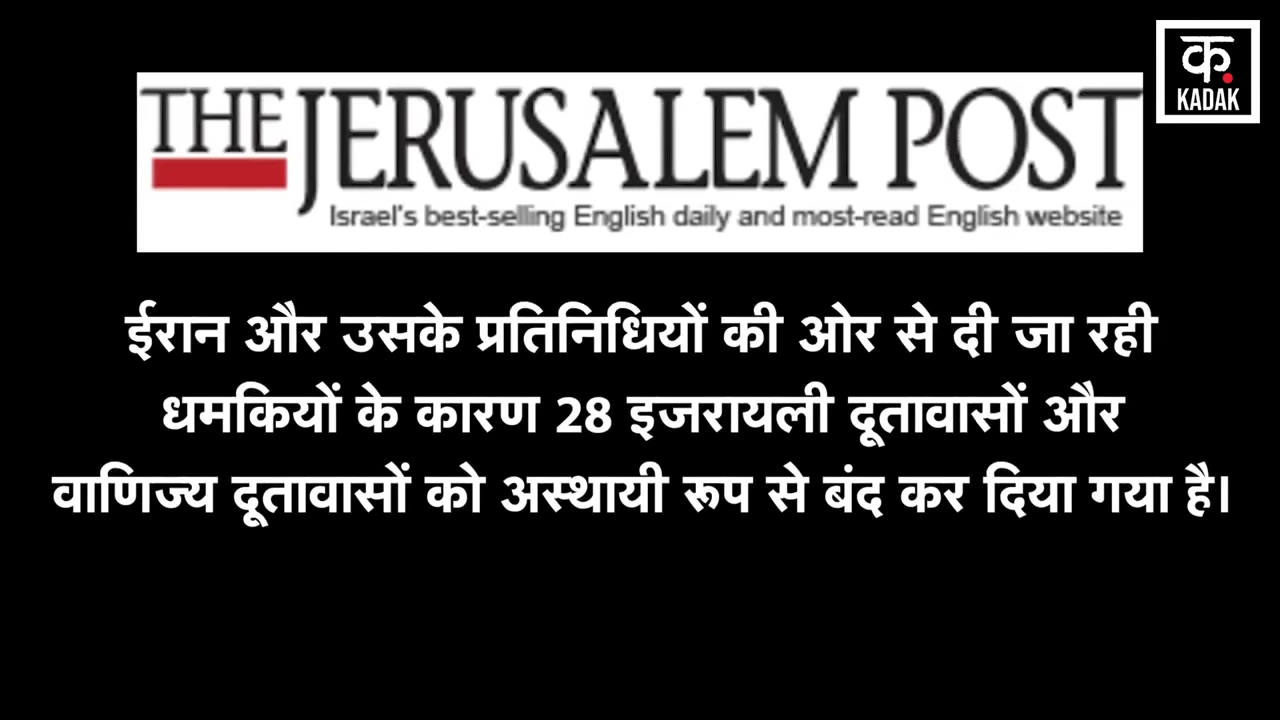 क.
KADAK
THE JERUSALEM POST
Israel's best-selling English daily and most-read English website
ईरान और उसके प्रतिनिधियों की ओर से दी जा रही
धमकियों के कारण 28 इजरायली दूतावासों और
वाणिज्य दूतावासों को अस्थायी रूप से बंद कर दिया गया है।